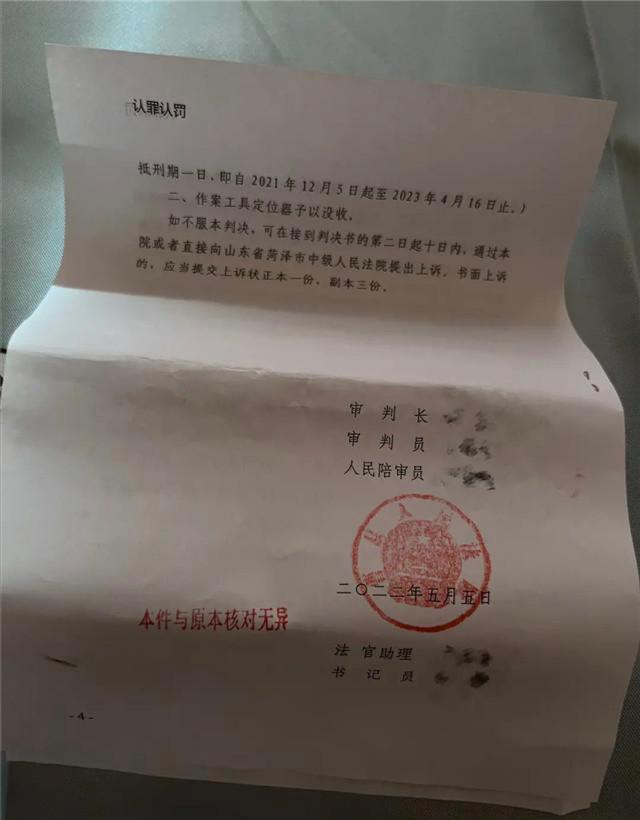 认罪认罚
抵刑期一日、即自2021年12月5日起至2023年4月16日止。）
二、作案工具定位器予以没收。
如不服本判决，可在接到判决书的第二日起十日内，通过本
院或者直接向山东省菏泽市中级人民法院提出上诉。书面上诉
的，应当提交上诉状正本一份，副本三份。
审判长
审判员
人民陪审员
二〇二二年五月五日
本件与原本核对无异
法官助理
书记员
-4-